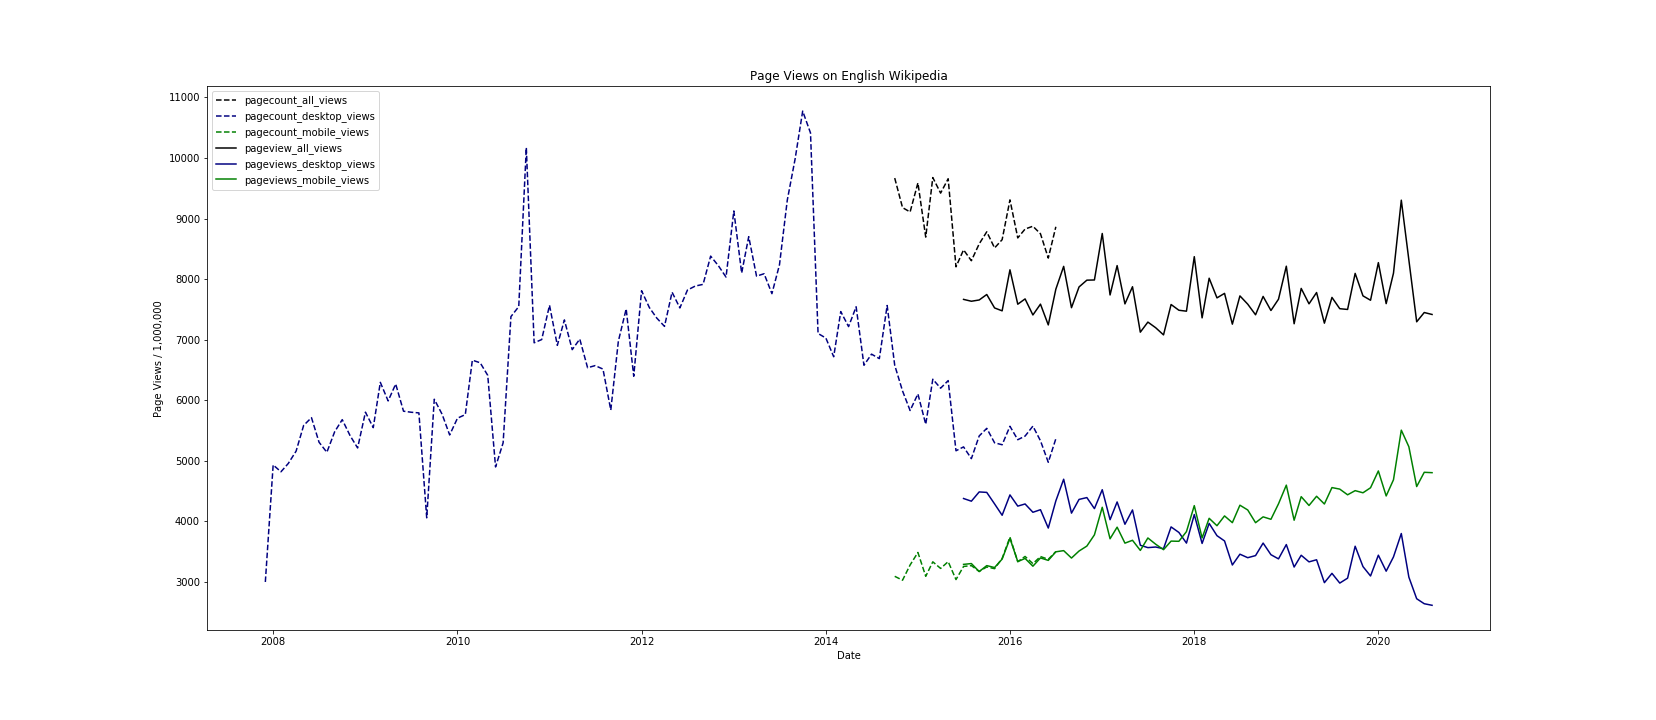 Page Views on English Wikipedia
11000
10000
9000
8000
7000
6000
5000
4000
3000
Page Views / 1,000,000
pagecount_all_views
pagecount_desktop_views
pagecount_mobile_views
pageview_all_views
pageviews_desktop_views
pageviews_mobile_views
2008 2010 2012 2014 2016 2018 2020
Date